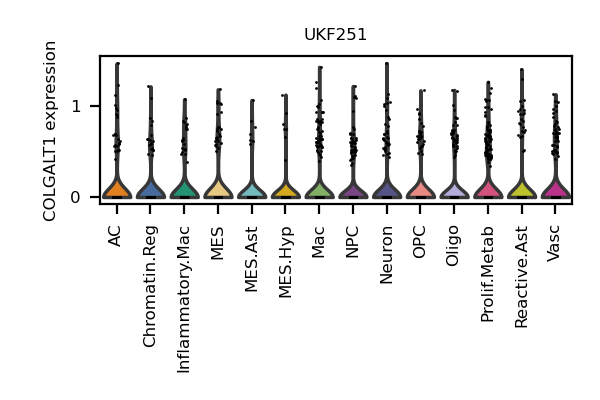 UKF251
COLGALT1 expression
1
0
AC
Chromatin.Reg
Inflammatory.Mac
MES
MES.Ast
MES.Hyp
Mac
NPC
Neuron
OPC
Oligo
Prolif.Metab
Reactive.Ast
Vasc